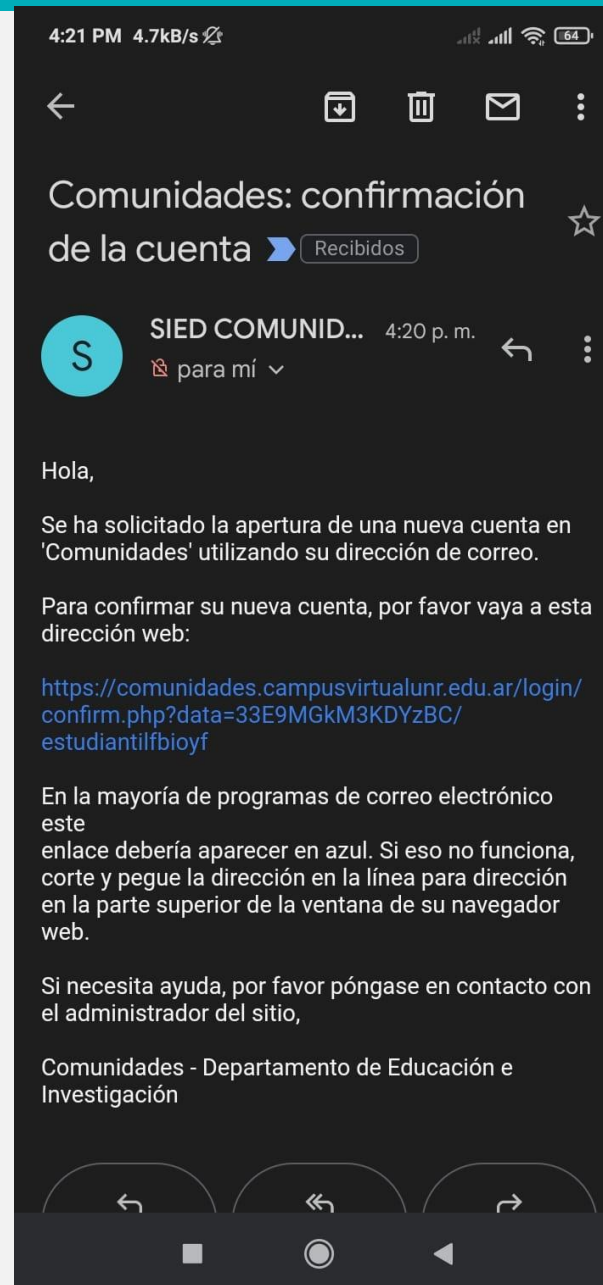 4:21 PM 4.7kB/s
64
Comunidades: confirmación
de la cuenta Recibidos
S
SIED COMUNID... 4:20 p. m.
para mí
Hola,
Se ha solicitado la apertura de una nueva cuenta en
'Comunidades' utilizando su dirección de correo.
Para confirmar su nueva cuenta, por favor vaya a esta
dirección web:
https://comunidades.campusvirtualunr.edu.ar/login/
confirm.php?data=33E9MGkM3KDYzBC/
estudiantilfbioyf
En la mayoría de programas de correo electrónico
este
enlace debería aparecer en azul. Si eso no funciona,
corte y pegue la dirección en la línea para dirección
en la parte superior de la ventana de su navegador
web.
Si necesita ayuda, por favor póngase en contacto con
el administrador del sitio,
Comunidades - Departamento de Educación e
Investigación